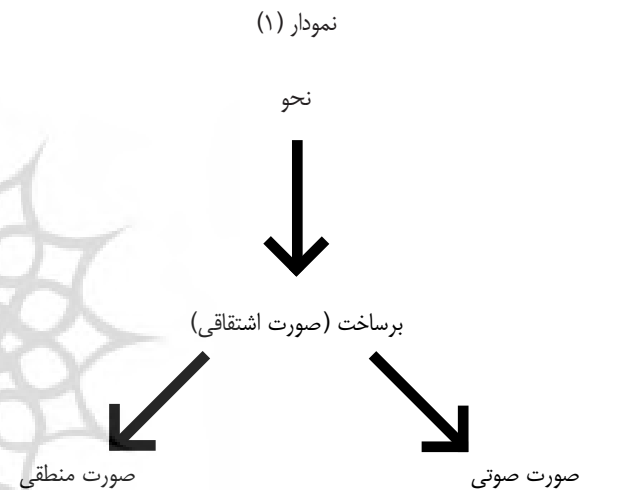 نمودار (۱)
نحو
برساخت (صورت اشتقاقی)
صورت صوتی
صورت منطقی